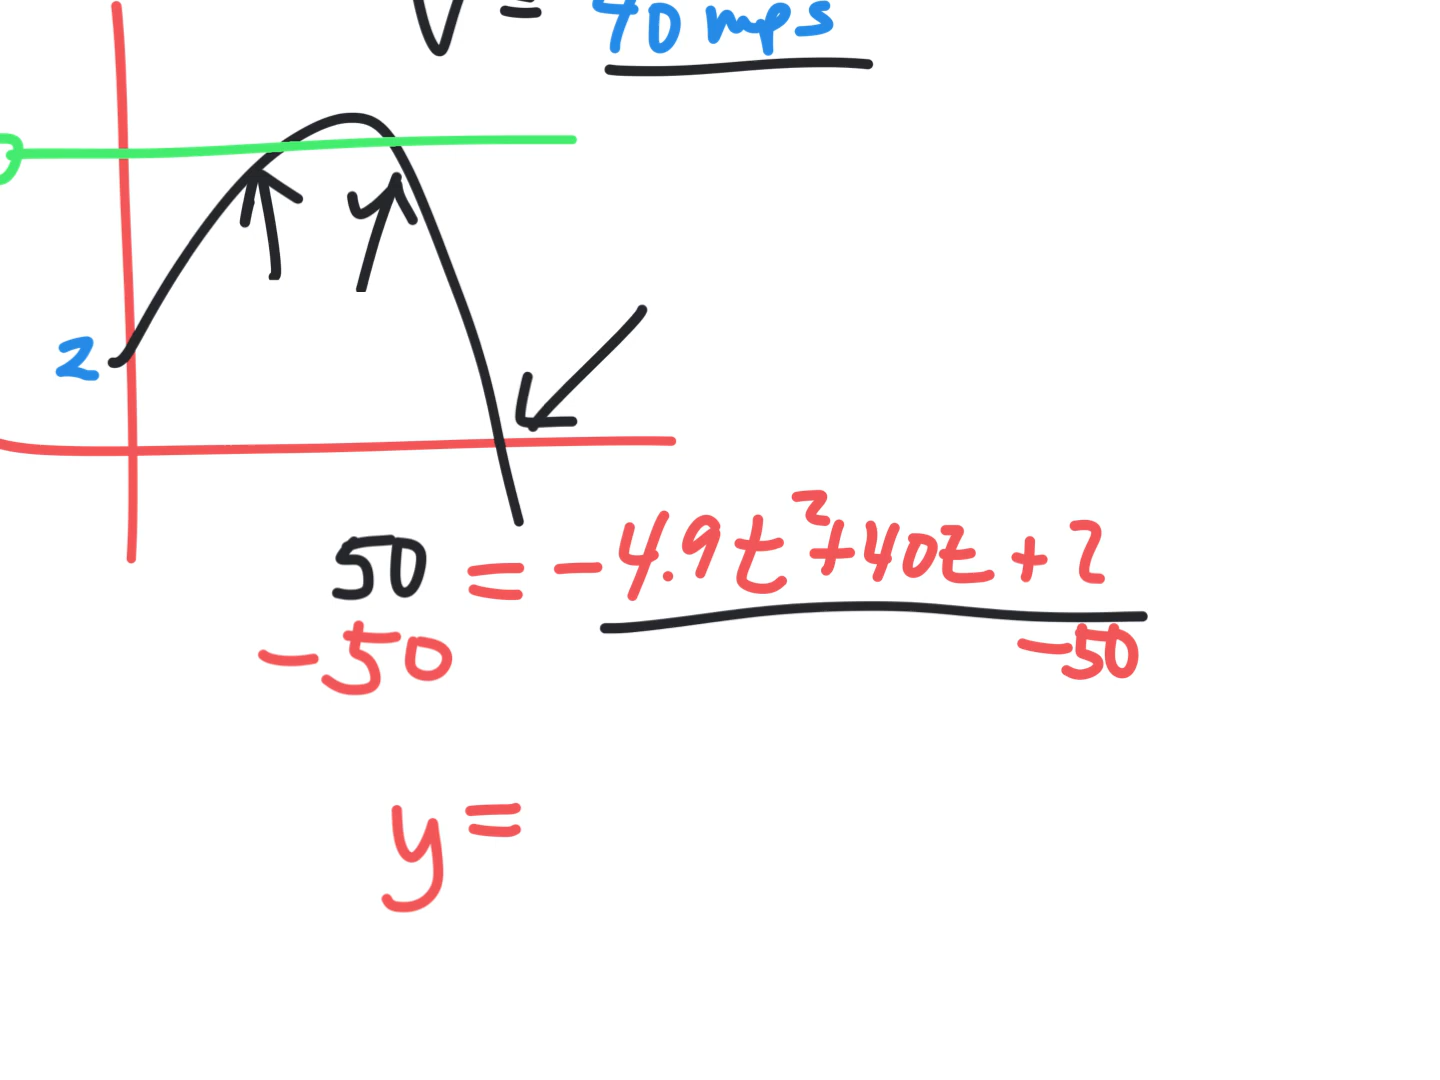 V = 40 mps
2
50 = -4.9t²+40t + 2
-50 -50
y =